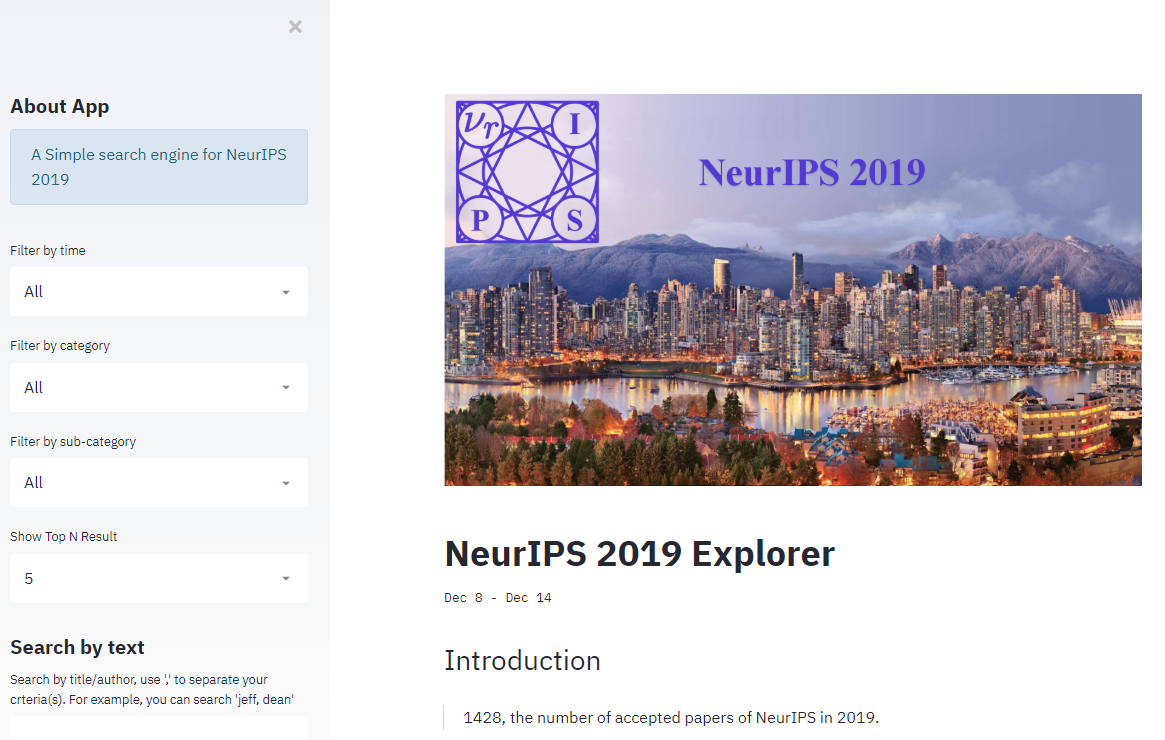 ×
About App
A Simple search engine for NeurIPS
2019
Filter by time
All
Filter by category
All
Filter by sub-category
All
Show Top N Result
5
Search by text
Search by title/author, use ',' to separate your
crteria(s). For example, you can search 'jeff, dean'
νr I
P S
NeurIPS 2019
NeurIPS 2019 Explorer
Dec 8 - Dec 14
Introduction
1428, the number of accepted papers of NeurIPS in 2019.